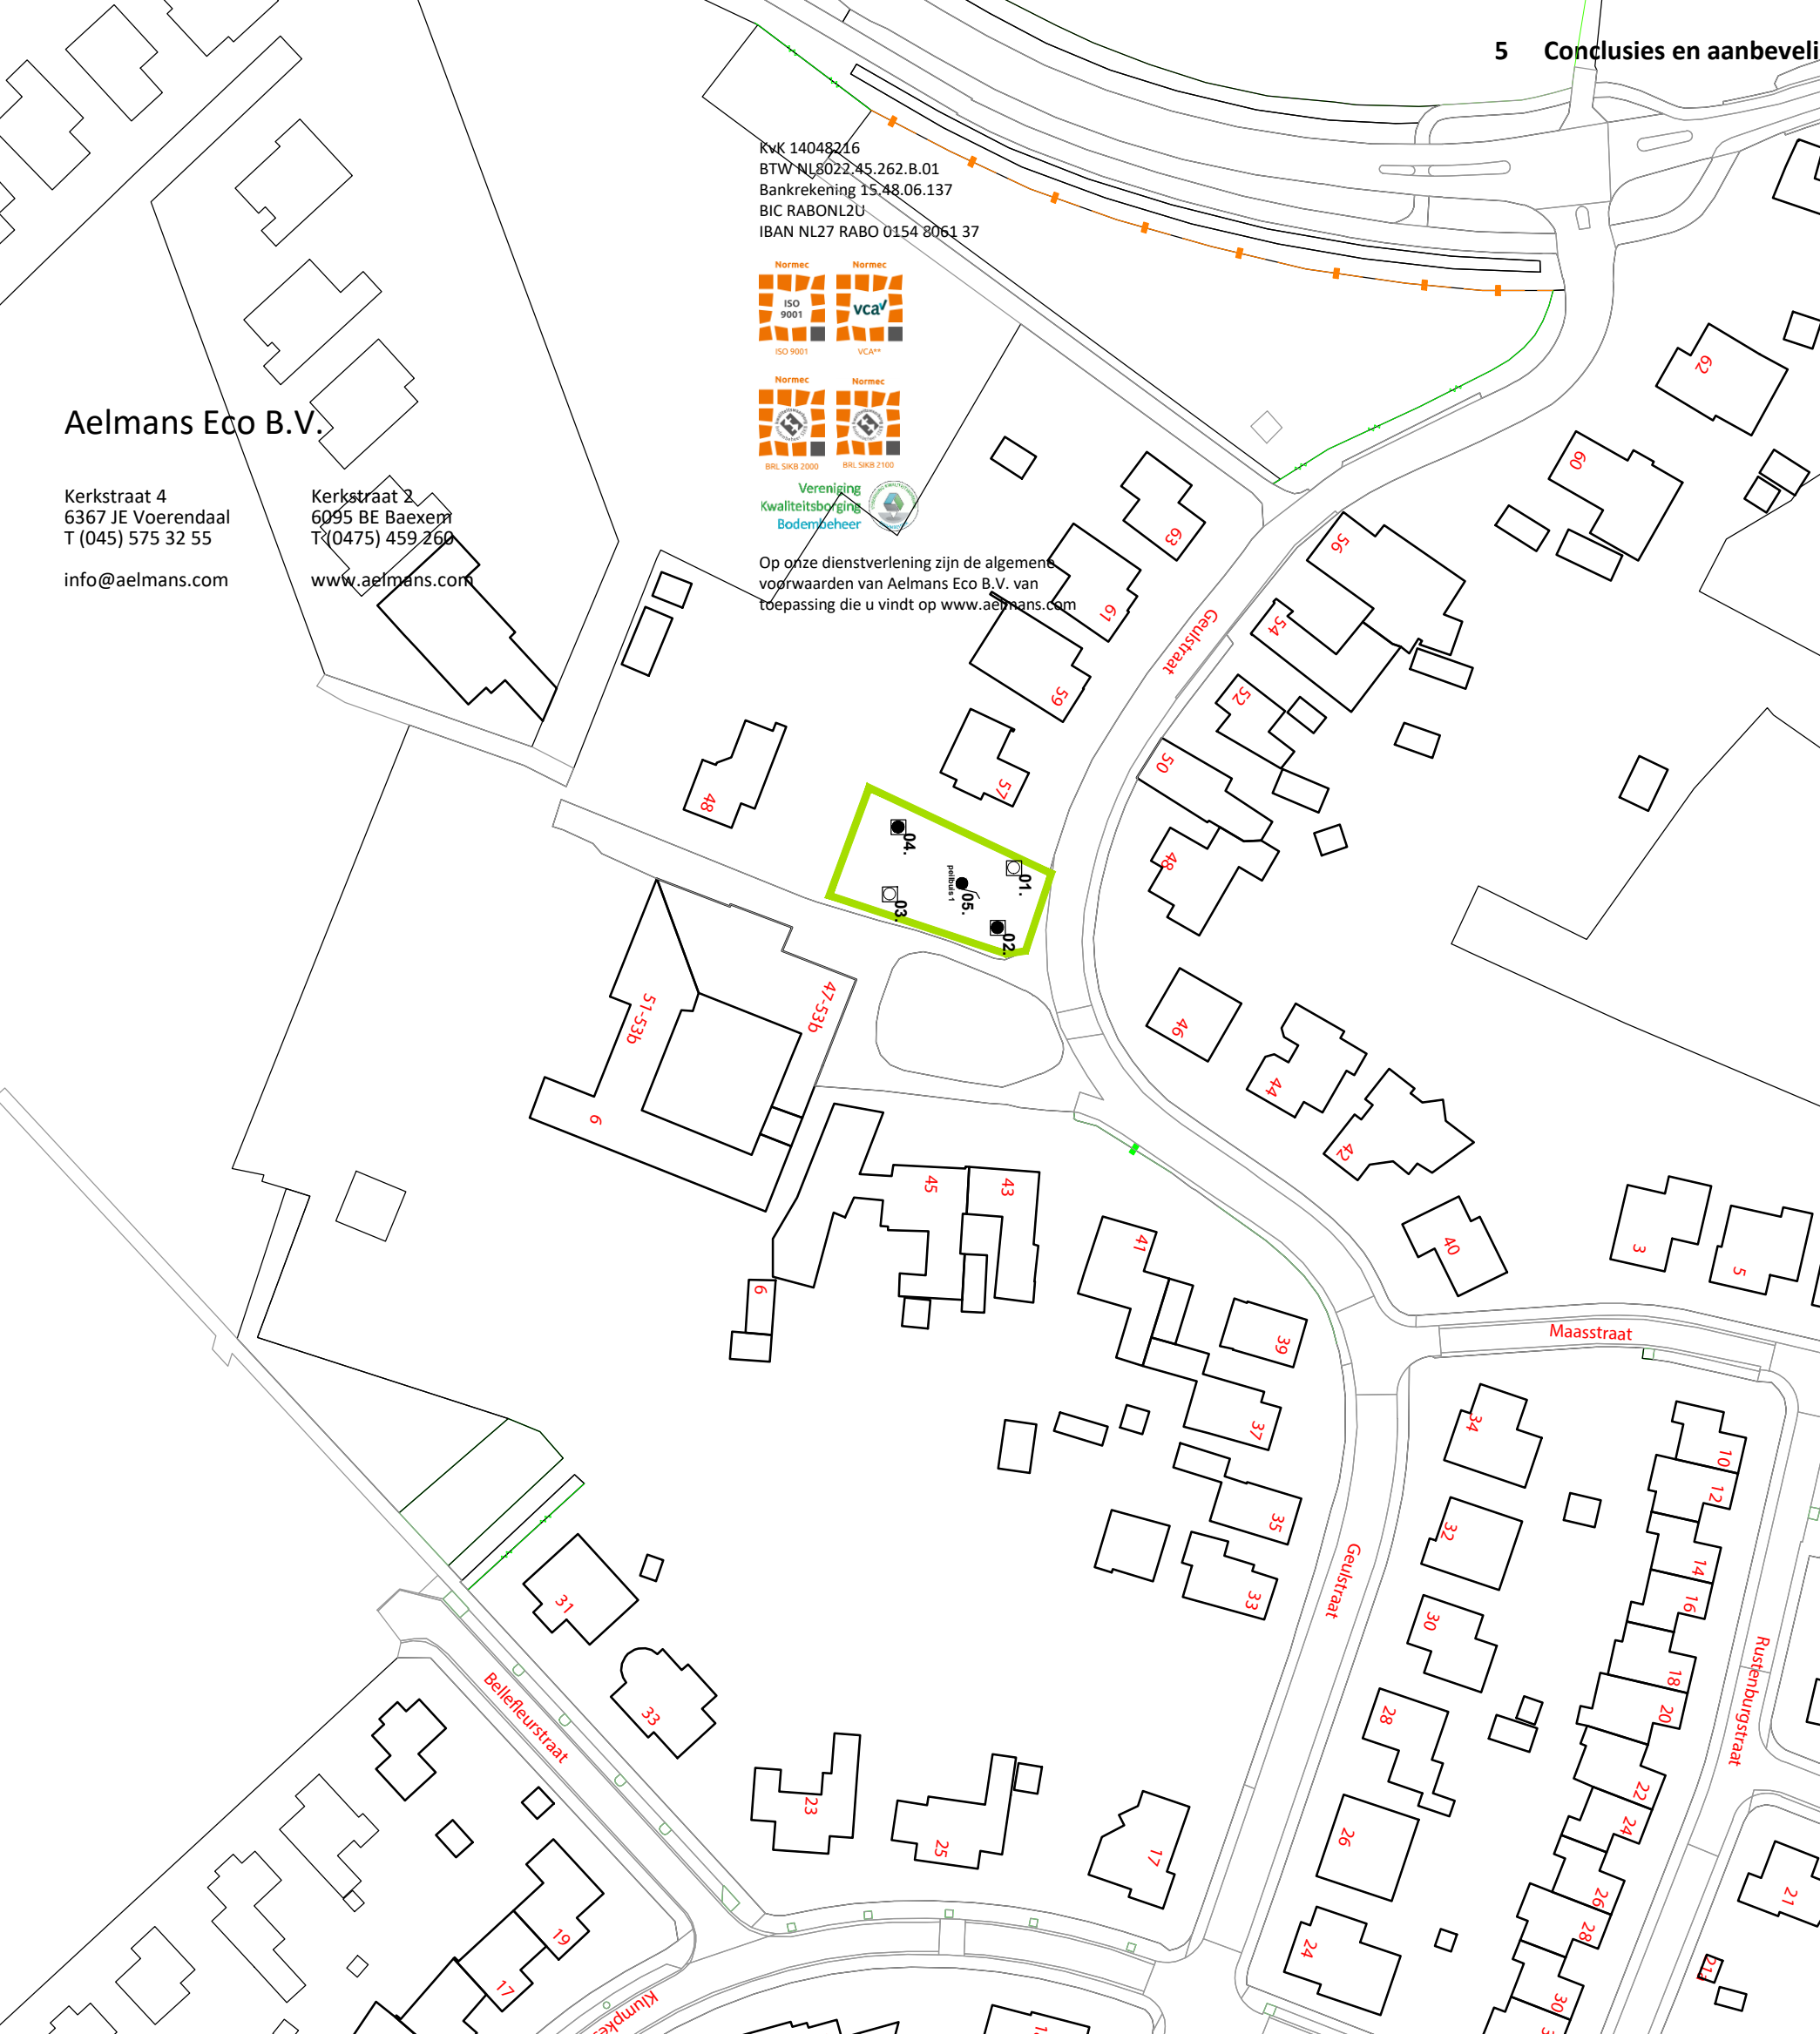 5 Conclusies en aanbeveli
KvK 14048216
BTW NL8022.45.262.B.01
Bankrekening 15.48.06.137
BIC RABONL2U
IBAN NL27 RABO 0154 8061 37
Normec Normec
ISO 9001
vca
ISO 9001 VCA**
Normec Normec
BRL SIKB 2000 BRL SIKB 2100
Vereniging
Kwaliteitsborging
Bodembeheer
Op onze dienstverlening zijn de algemene
voorwaarden van Aelmans Eco B.V. van
toepassing die u vindt op www.aelmans.com
Aelmans Eco B.V.
Kerkstraat 4
6367 JE Voerendaal
T (045) 575 32 55
info@aelmans.com
Kerkstraat 2
6095 BE Baexem
T (0475) 459 260
www.aelmans.com
62
60
63
56
61
54
Geulstraat
59
52
50
57
48
48
04.
01.
peilbuis 1
05.
03.
02.
47-53b
51-53b
46
44
6
42
45
43
41
40
3
5
6
39
Maasstraat
37
34
10
12
35
32
14
33
16
Geulstraat
31
30
18
Rustenburgstraat
33
28
20
Bellefleurstraat
22
23
25
24
26
17
26
21
28
19
24
21a
17
30
Klumpke